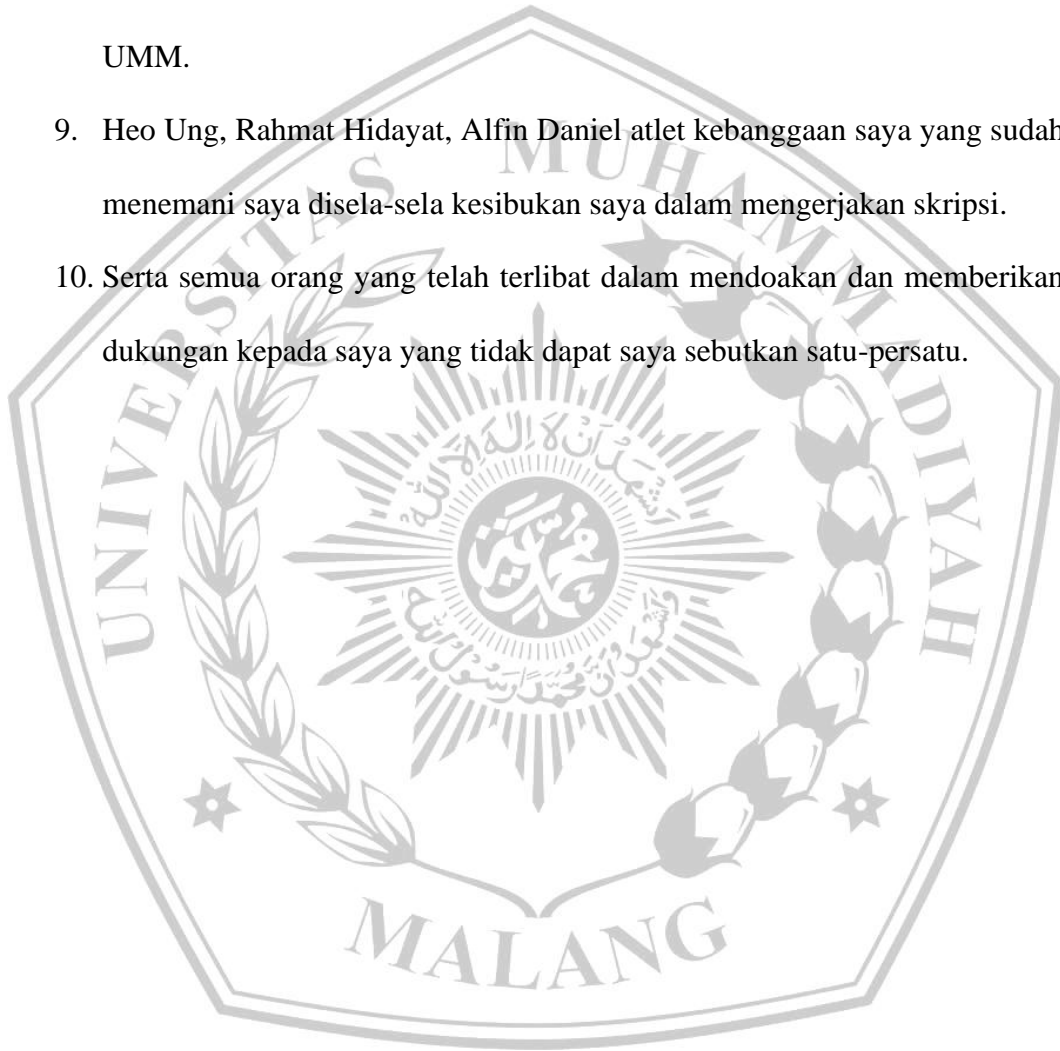 UMM.
9. Heo Ung, Rahmat Hidayat, Alfin Daniel atlet kebanggaan saya yang sudah
menemani saya disela-sela kesibukan saya dalam mengerjakan skripsi.
10. Serta semua orang yang telah terlibat dalam mendoakan dan memberikan
dukungan kepada saya yang tidak dapat saya sebutkan satu-persatu.
UNIVERSITAS MUHAMMADIYAH
MALANG